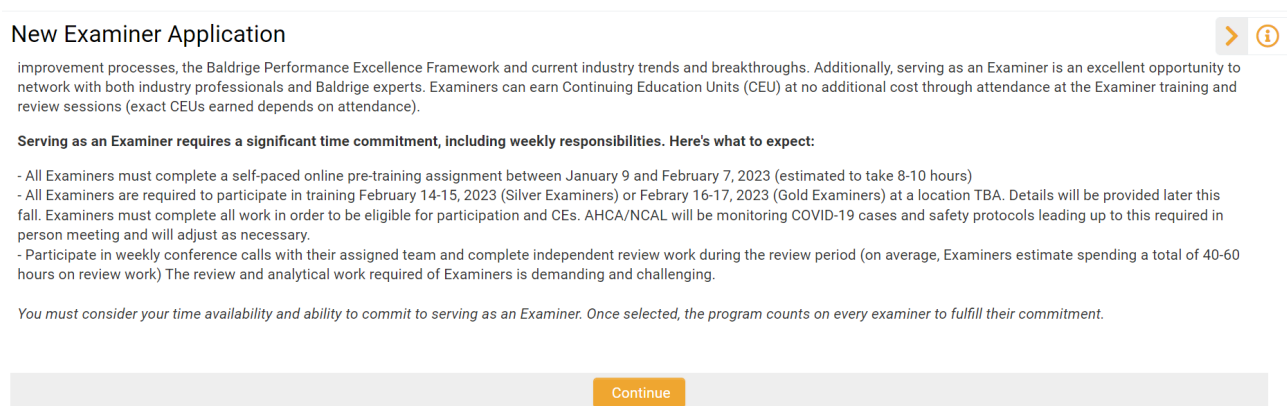 New Examiner Application
improvement processes, the Baldrige Performance Excellence Framework and current industry trends and breakthroughs. Additionally, serving as an Examiner is an excellent opportunity to
network with both industry professionals and Baldrige experts. Examiners can earn Continuing Education Units (CEU) at no additional cost through attendance at the Examiner training and
review sessions (exact CEUs earned depends on attendance).
Serving as an Examiner requires a significant time commitment, including weekly responsibilities. Here's what to expect:
- All Examiners must complete a self-paced online pre-training assignment between January 9 and February 7, 2023 (estimated to take 8-10 hours)
- All Examiners are required to participate in training February 14-15, 2023 (Silver Examiners) or Febrary 16-17, 2023 (Gold Examiners) at a location TBA. Details will be provided later this
fall. Examiners must complete all work in order to be eligible for participation and CEs. AHCA/NCAL will be monitoring COVID-19 cases and safety protocols leading up to this required in
person meeting and will adjust as necessary.
- Participate in weekly conference calls with their assigned team and complete independent review work during the review period (on average, Examiners estimate spending a total of 40-60
hours on review work) The review and analytical work required of Examiners is demanding and challenging.
You must consider your time availability and ability to commit to serving as an Examiner. Once selected, the program counts on every examiner to fulfill their commitment.
Continue